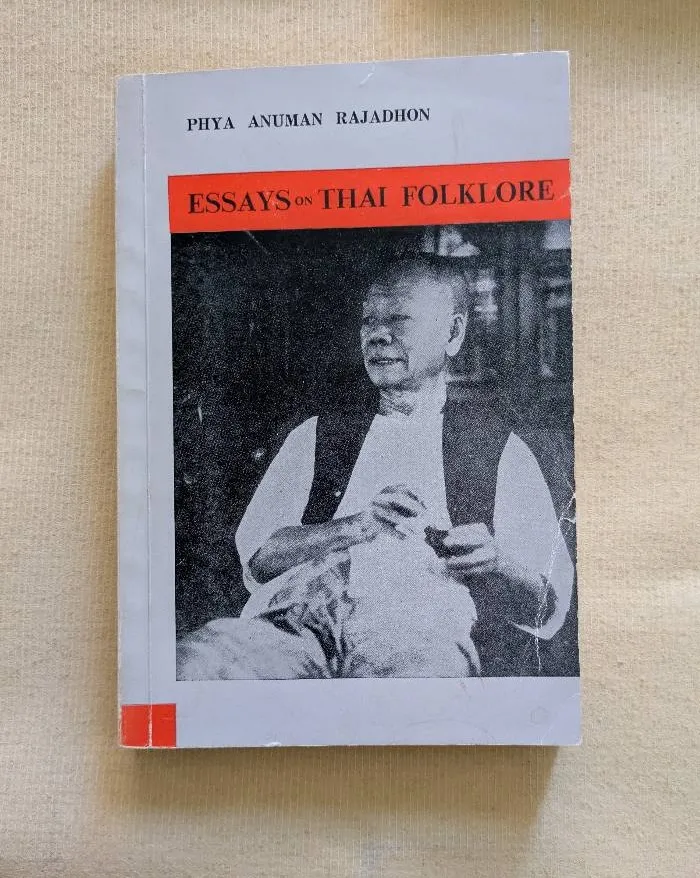 PHYA ANUMAN RAJADHON
ESSAYS ON THAI FOLKLORE